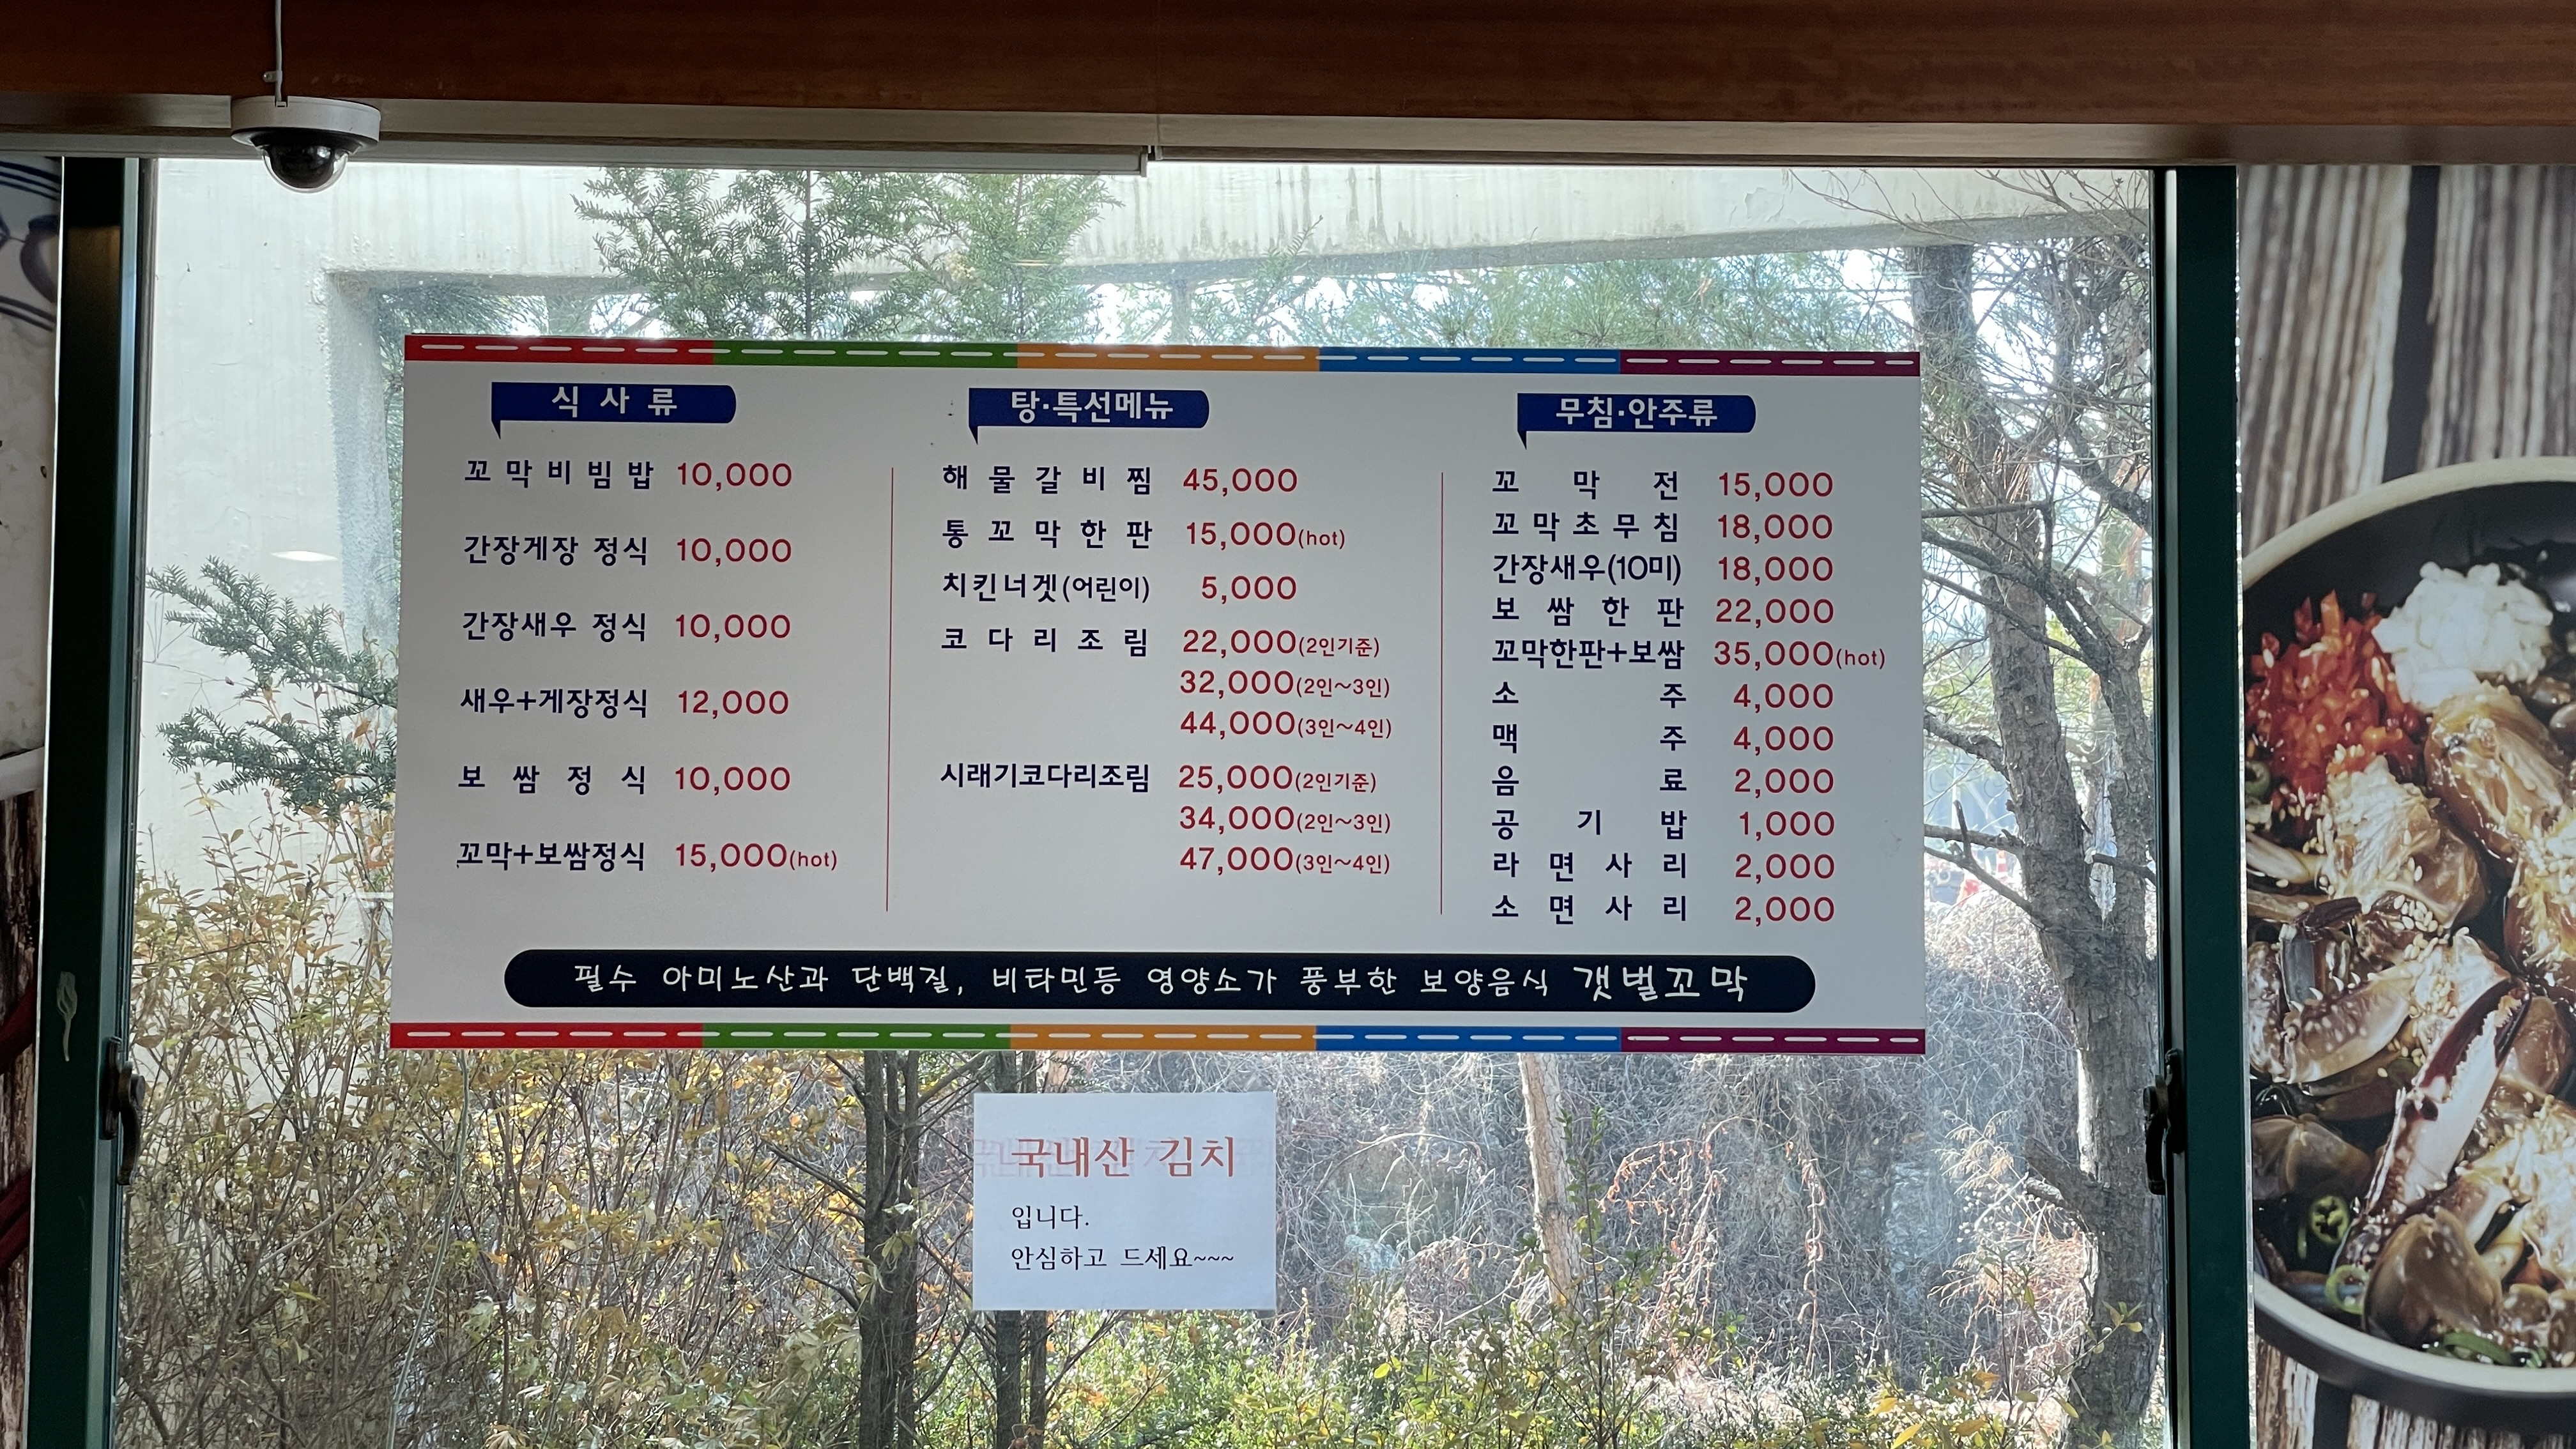 식사류
꼬막비빔밥 10,000
간장게장 정식 10,000
간장새우 정식 10,000
새우+게장정식 12,000
보쌈정식 10,000
꼬막+보쌈정식 15,000(hot)
탕·특선메뉴
해물갈비찜 45,000
통꼬막한판 15,000(hot)
치킨너겟(어린이) 5,000
코다리조림 22,000(2인기준)
32,000(2인~3인)
44,000(3인~4인)
시래기코다리조림 25,000(2인기준)
34,000(2인~3인)
47,000(3인~4인)
무침·안주류
꼬막전 15,000
꼬막초무침 18,000
간장새우(10미) 18,000
보쌈한판 22,000
꼬막한판+보쌈 35,000(hot)
소주 4,000
맥주 4,000
음료 2,000
공기밥 1,000
라면사리 2,000
소면사리 2,000
필수 아미노산과 단백질, 비타민등 영양소가 풍부한 보양음식 갯벌꼬막
국내산 김치
입니다.
안심하고 드세요~~~